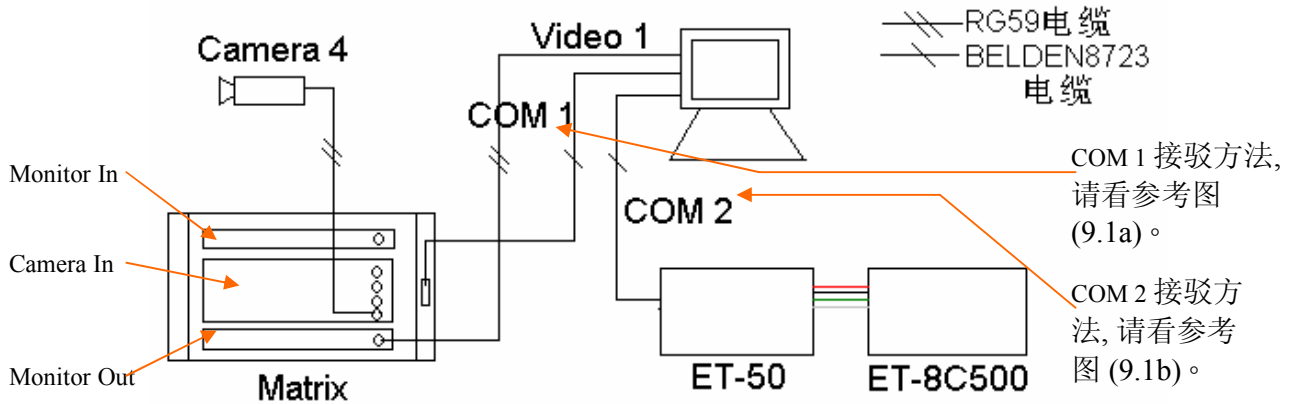 Camera 4
Video 1
RG59电缆
BELDEN8723
电缆
COM 1
COM 1 接驳方法,
请看参考图
(9.1a)。
Monitor In
COM 2
Camera In
COM 2 接驳方
法, 请看参考
图 (9.1b)。
Monitor Out
Matrix
ET-50
ET-8C500